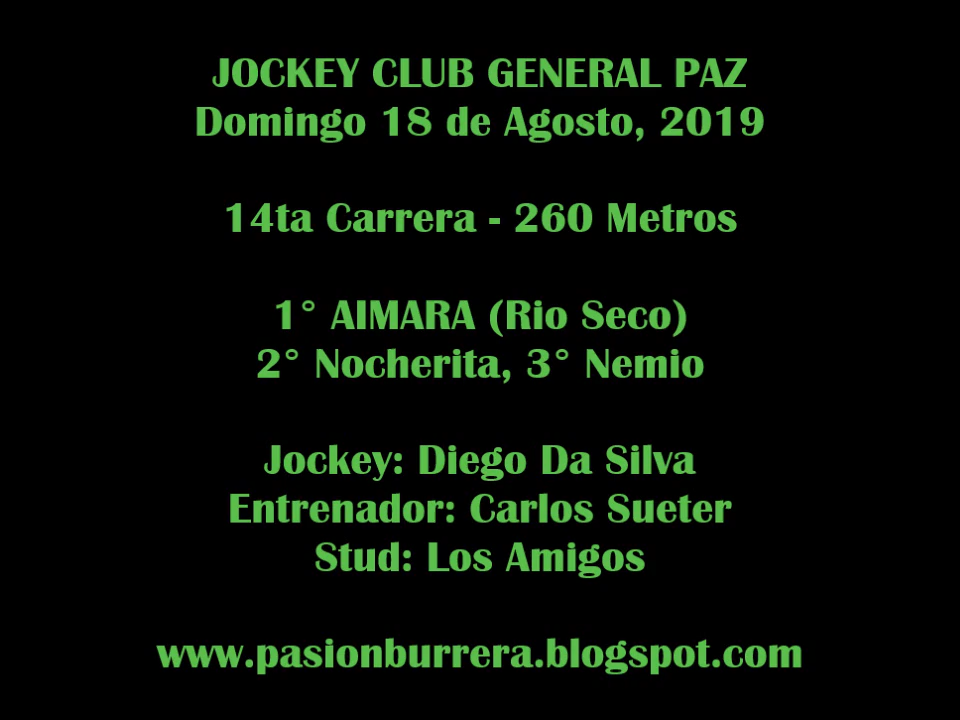 JOCKEY CLUB GENERAL PAZ
Domingo 18 de Agosto, 2019
14ta Carrera - 260 Metros
1° AIMARA (Rio Seco)
2° Nocherita, 3° Nemio
Jockey: Diego Da Silva
Entrenador: Carlos Sueter
Stud: Los Amigos
www.pasionburrera.blogspot.com